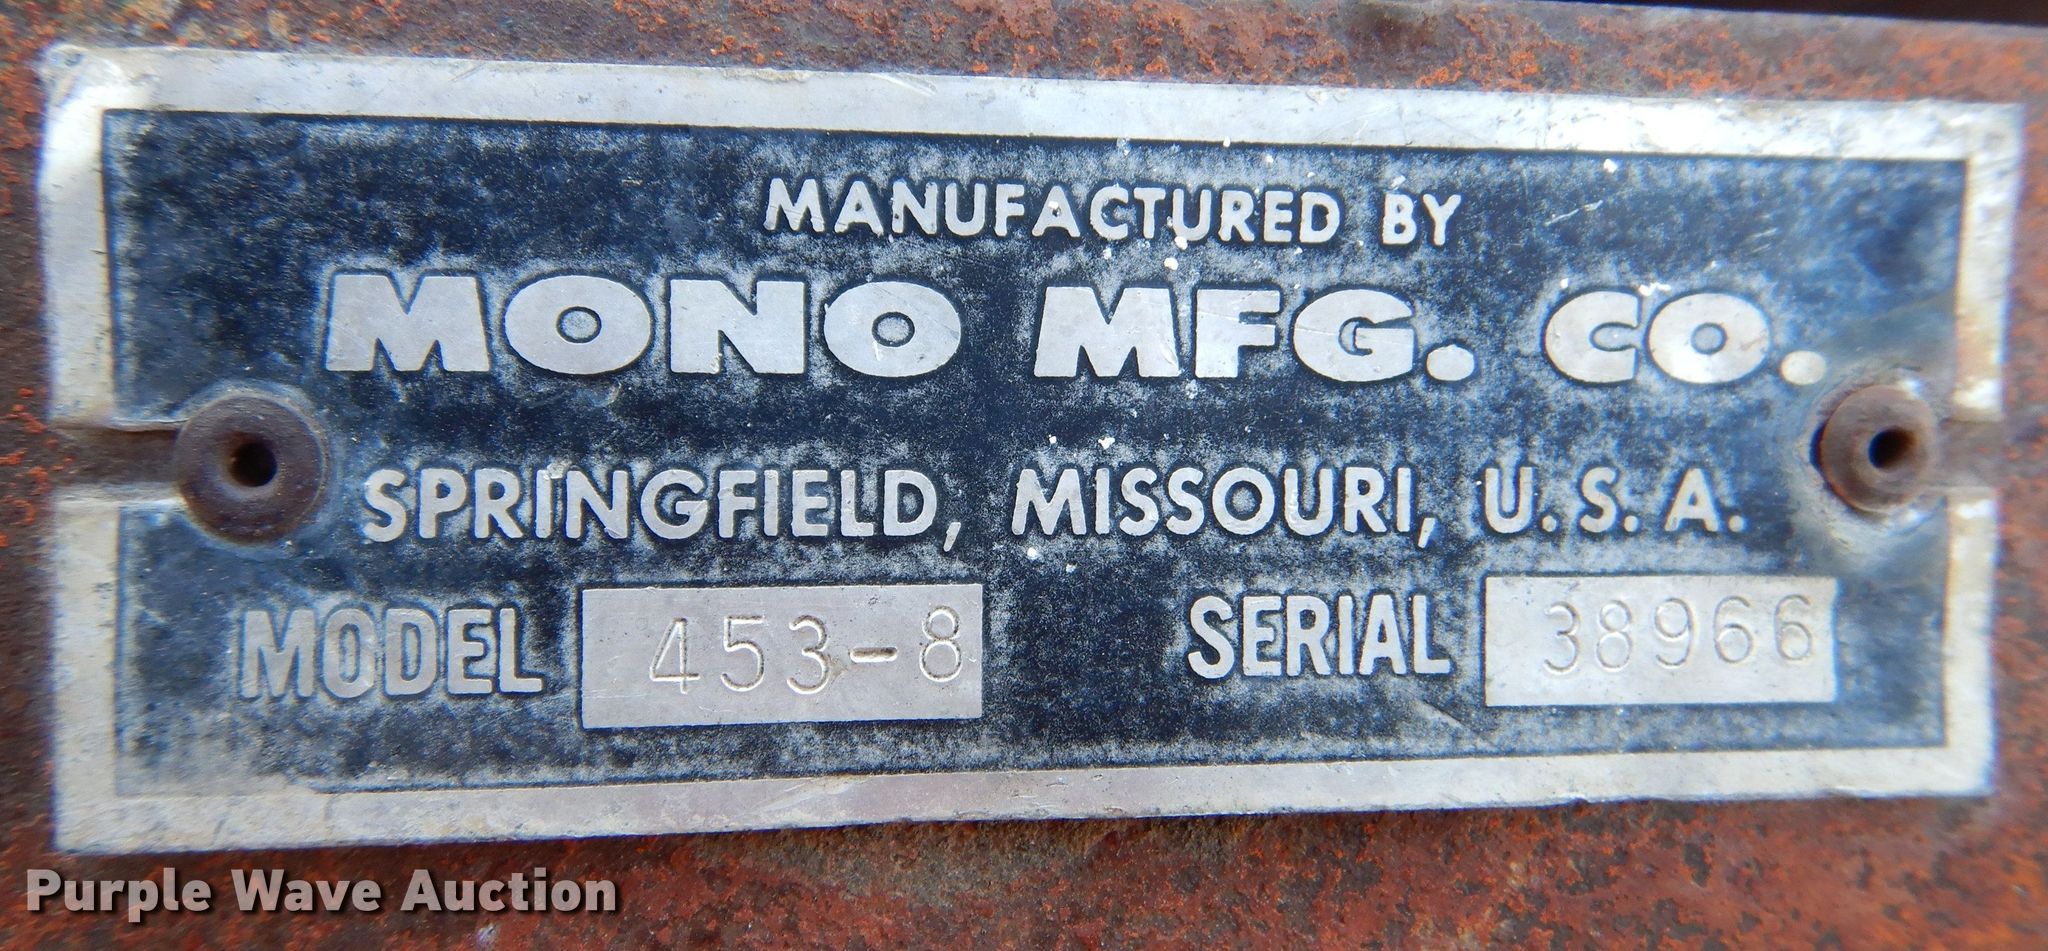 MANUFACTURED BY
MONO MFG. CO.
SPRINGFIELD, MISSOURI, U.S.A.
MODEL 453-8 SERIAL 38966
Purple Wave Auction